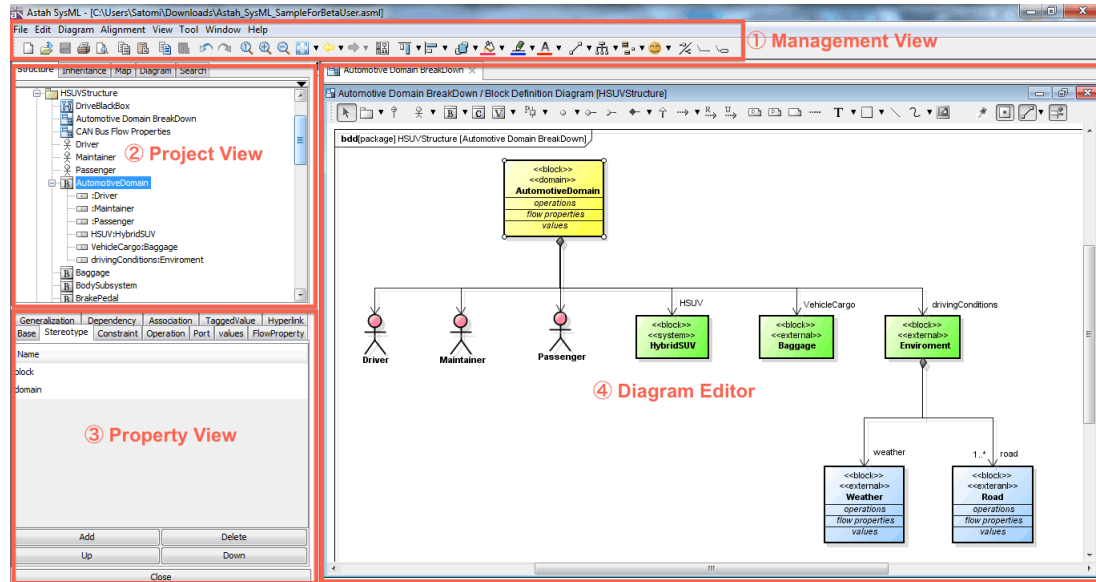 Astah SysML - [C:\Users\Satomi\Downloads\Astah_SysML_SampleForBetaUser.asml]
File Edit Diagram Alignment View Tool Window Help
① Management View
Structure Inheritance Map Diagram Search
HSUVStructure
DriveBlackBox
Automotive Domain BreakDown
CAN Bus Flow Properties
Driver
Maintainer
② Project View
Passenger
AutomotiveDomain
:Driver
:Maintainer
:Passenger
HSUV:HybridSUV
VehicleCargo:Baggage
drivingConditions:Enviroment
Baggage
BodySubsystem
BrakePedal
Generalization Dependency Association TaggedValue Hyperlink
Base Stereotype Constraint Operation Port values FlowProperty
Name
block
domain
③ Property View
Add Delete
Up Down
Close
Automotive Domain BreakDown
Automotive Domain BreakDown / Block Definition Diagram [HSUVStructure]
bdd[package] HSUVStructure [Automotive Domain BreakDown]
<<block>>
<<domain>>
AutomotiveDomain
operations
flow properties
values
HSUV VehicleCargo drivingConditions
Driver
Maintainer
Passenger
<<block>>
<<system>>
HybridSUV
<<block>>
<<external>>
Baggage
<<block>>
<<external>>
Enviroment
④ Diagram Editor
weather 1..* road
<<block>>
<<external>>
Weather
operations
flow properties
values
<<block>>
<<exteranl>>
Road
operations
flow properties
values